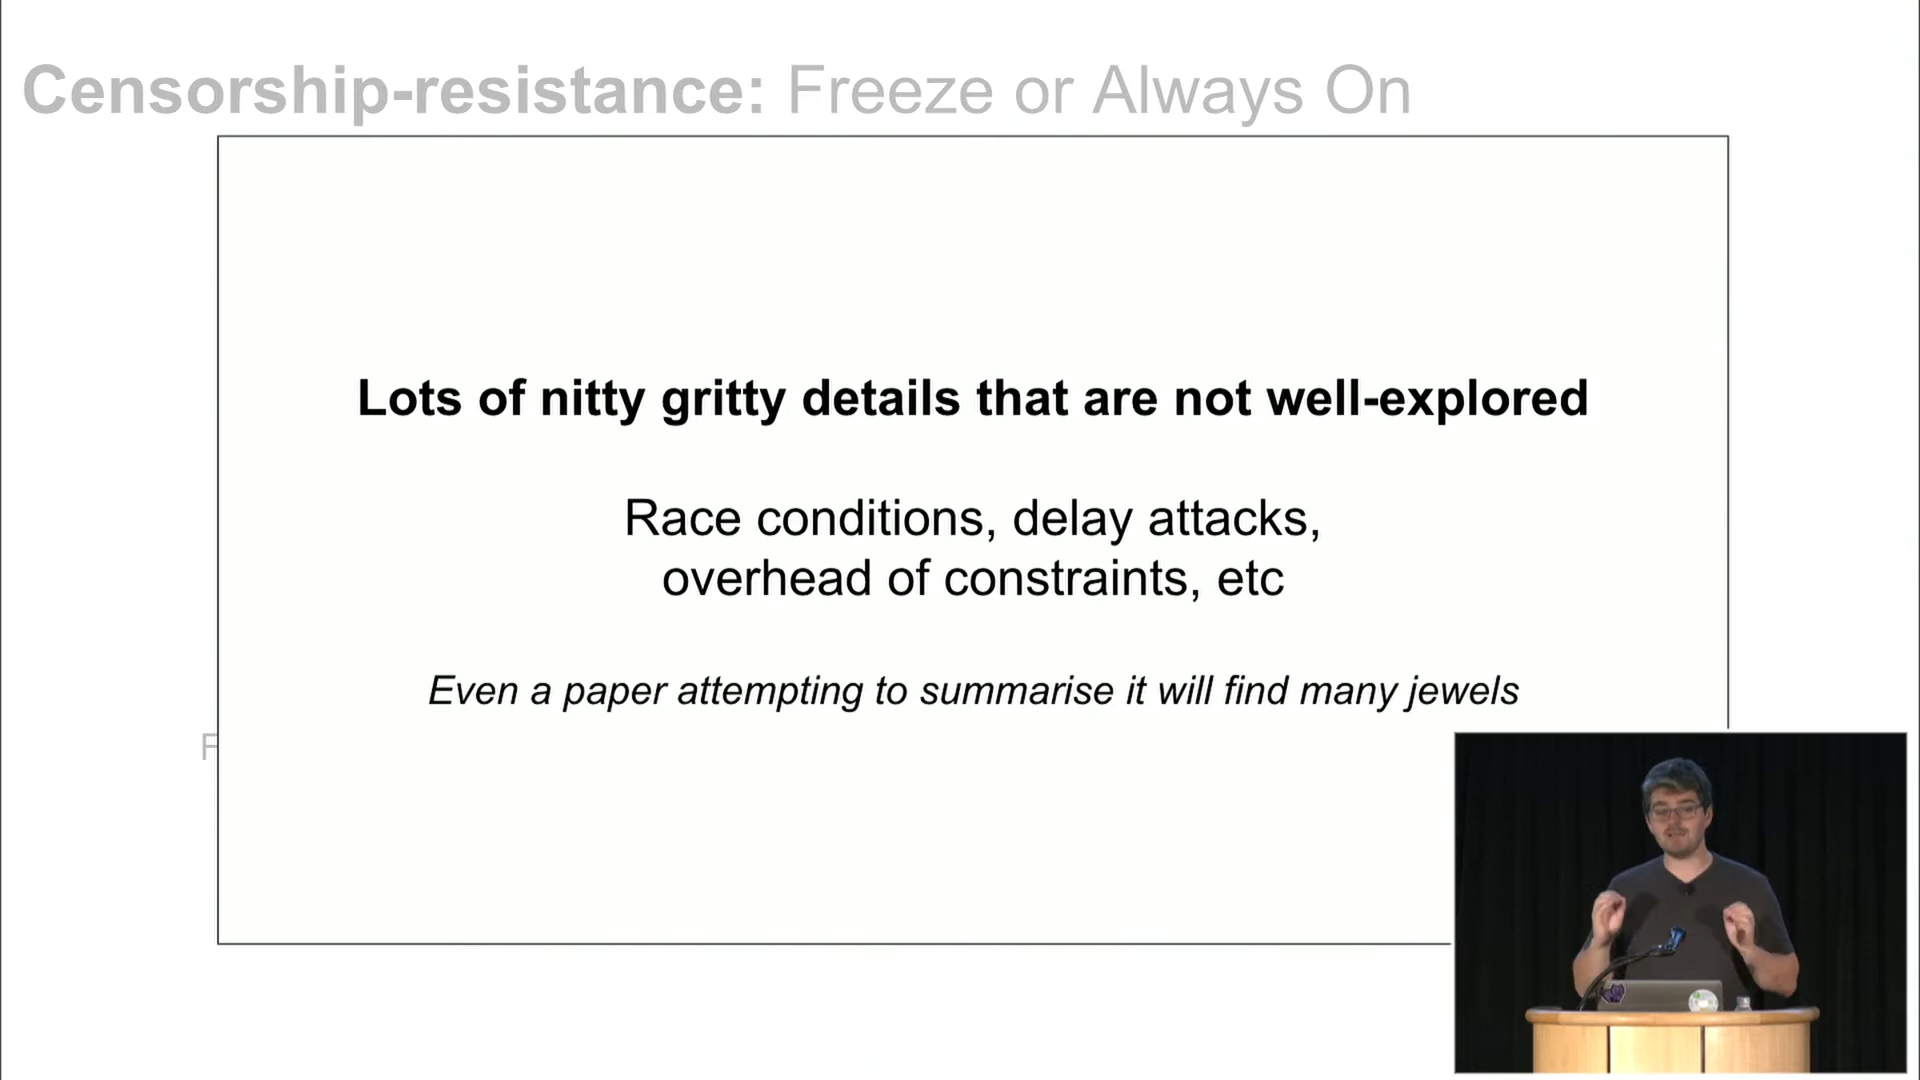 Censorship-resistance: Freeze or Always On
Lots of nitty gritty details that are not well-explored
Race conditions, delay attacks,
overhead of constraints, etc
Even a paper attempting to summarise it will find many jewels
F